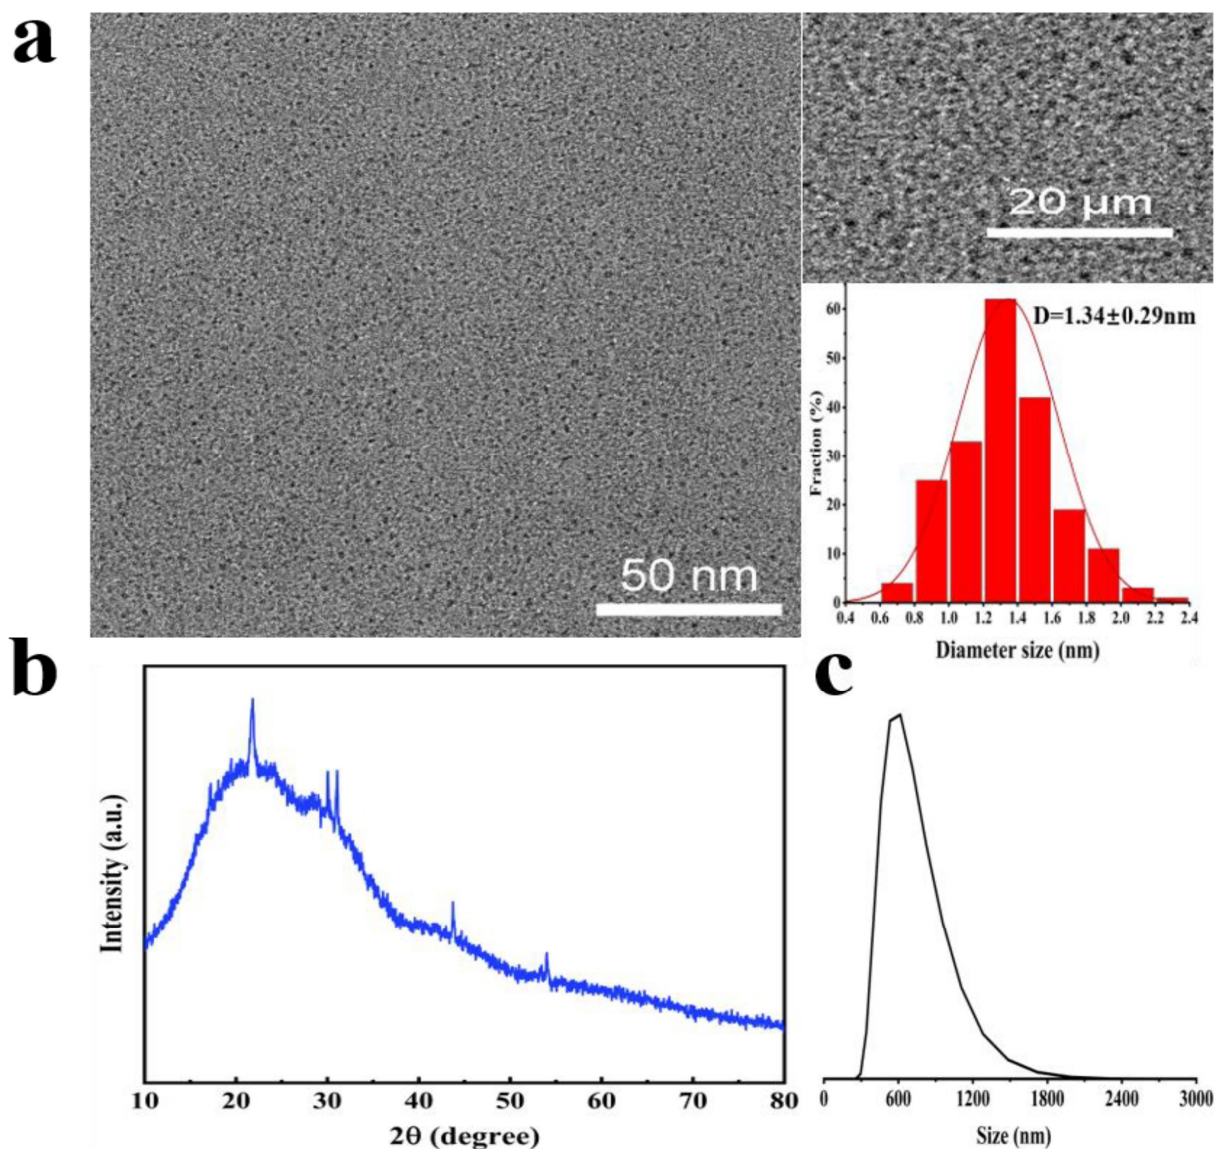 a
20 µm
50 nm
D=1.34±0.29nm
Fraction (%)
60
50
40
30
20
10
0
0.4 0.6 0.8 1.0 1.2 1.4 1.6 1.8 2.0 2.2 2.4
Diameter size (nm)
b
Intensity (a.u.)
10 20 30 40 50 60 70 80
2θ (degree)
c
0 600 1200 1800 2400 3000
Size (nm)